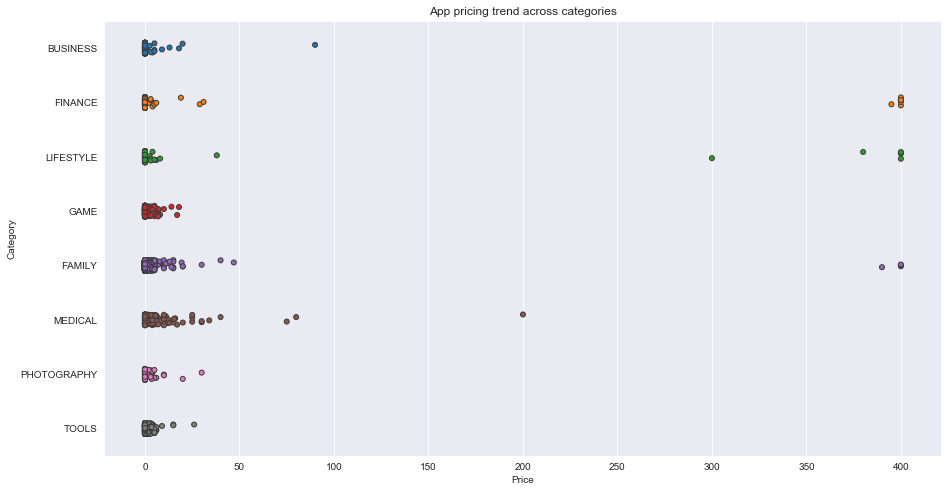 App pricing trend across categories
Category
BUSINESS
FINANCE
LIFESTYLE
GAME
FAMILY
MEDICAL
PHOTOGRAPHY
TOOLS
0 50 100 150 200 250 300 350 400
Price